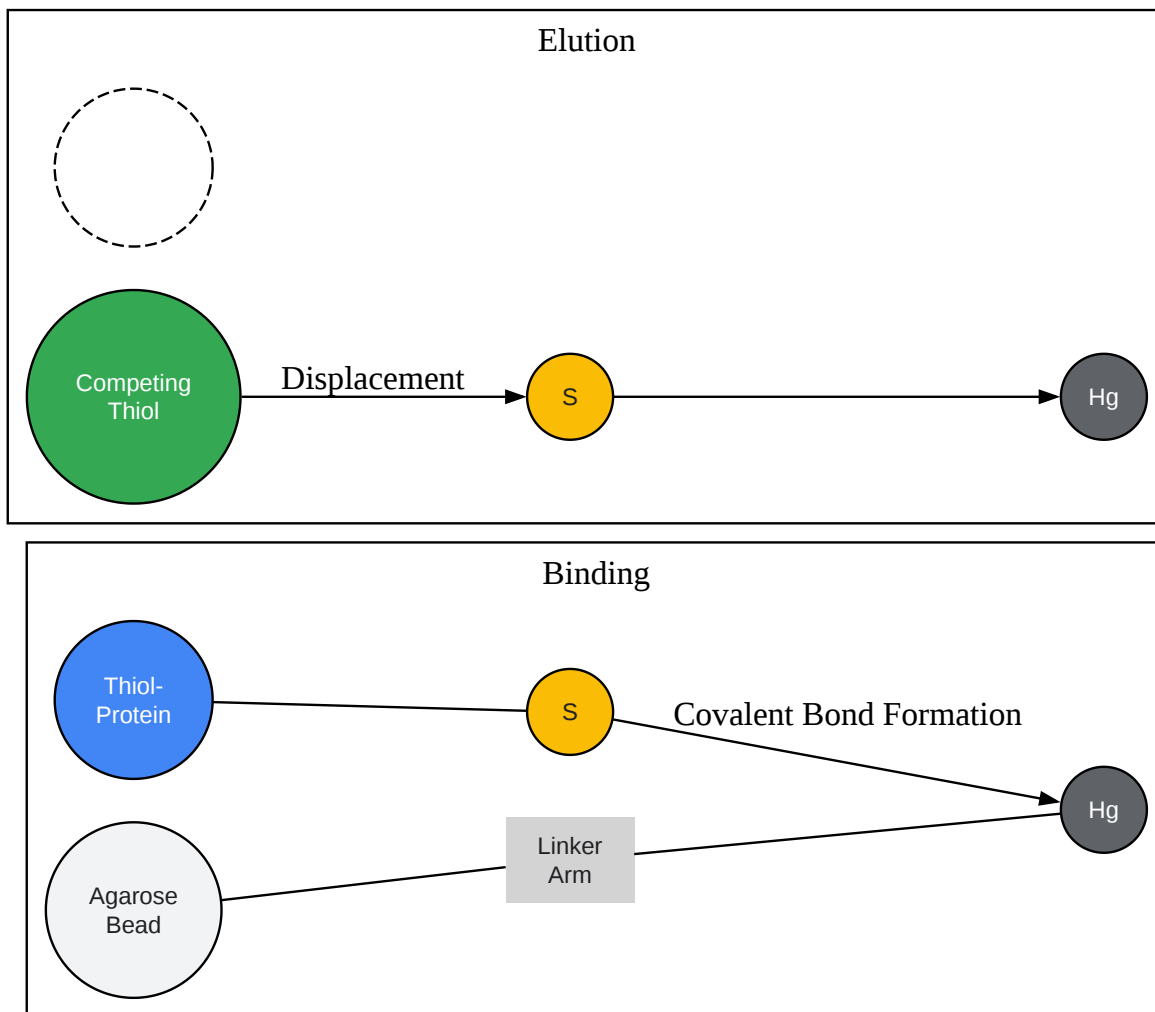 Elution
Competing
Thiol
Displacement
S
Hg
Binding
Thiol-
Protein
S
Covalent Bond Formation
Hg
Linker
Arm
Agarose
Bead